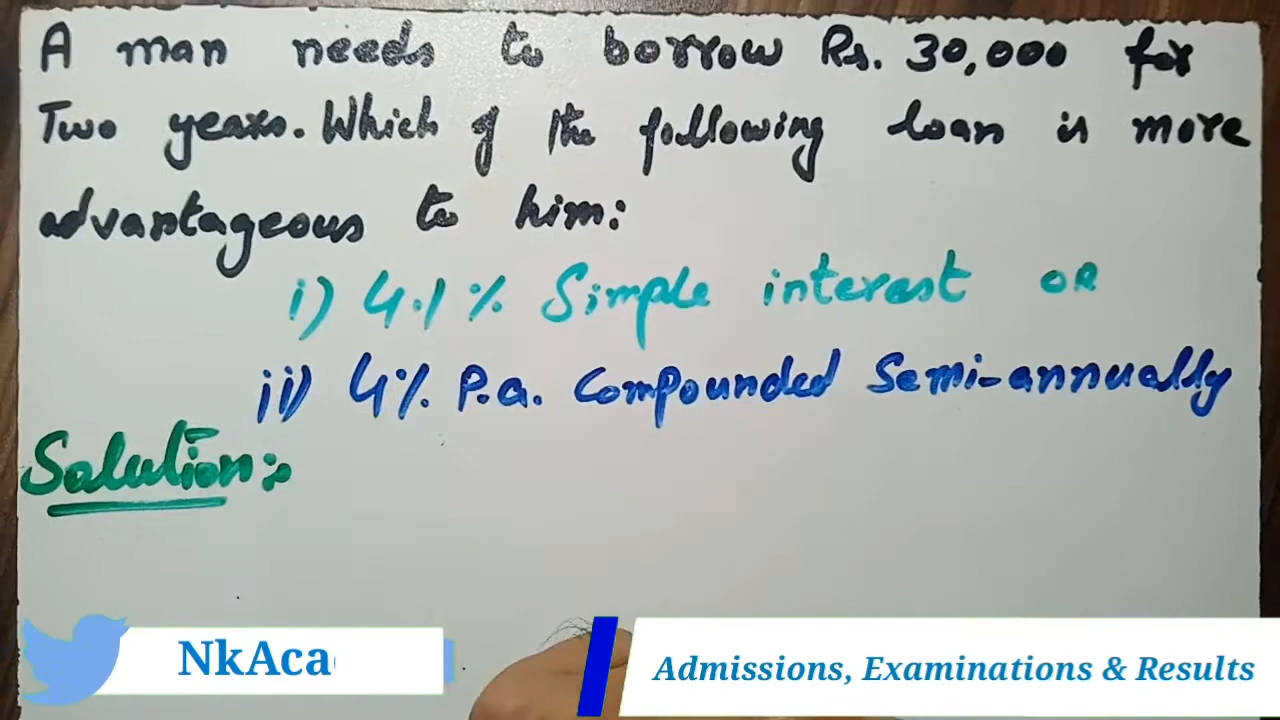 A man needs to borrow Rs. 30,000 for
Two years. Which of the following loan is more
advantageous to him:
i) 4.1% Simple interest OR
ii) 4% P.a. Compounded Semi-annually
Solution:
NkAca
Admissions, Examinations & Results